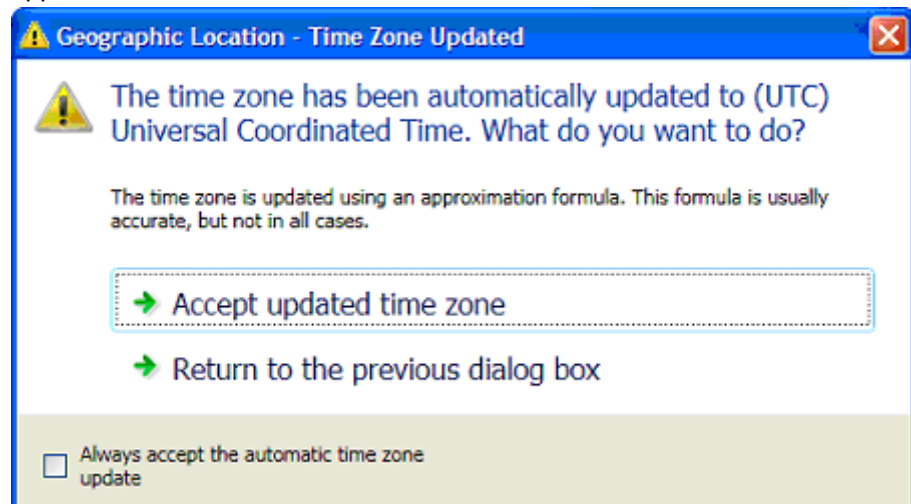 Geographic Location - Time Zone Updated
The time zone has been automatically updated to (UTC)
Universal Coordinated Time. What do you want to do?
The time zone is updated using an approximation formula. This formula is usually
accurate, but not in all cases.
Accept updated time zone
Return to the previous dialog box
Always accept the automatic time zone
update